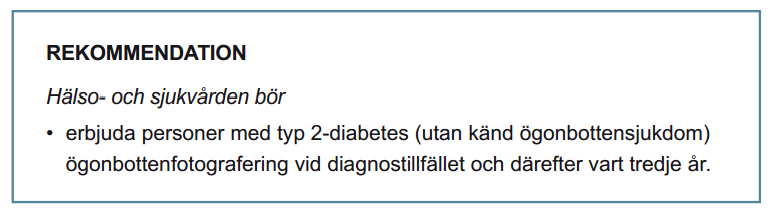 REKOMMENDATION
Hälso- och sjukvården bör
• erbjuda personer med typ 2-diabetes (utan känd ögonbottensjukdom)
ögonbottenfotografering vid diagnostillfället och därefter vart tredje år.